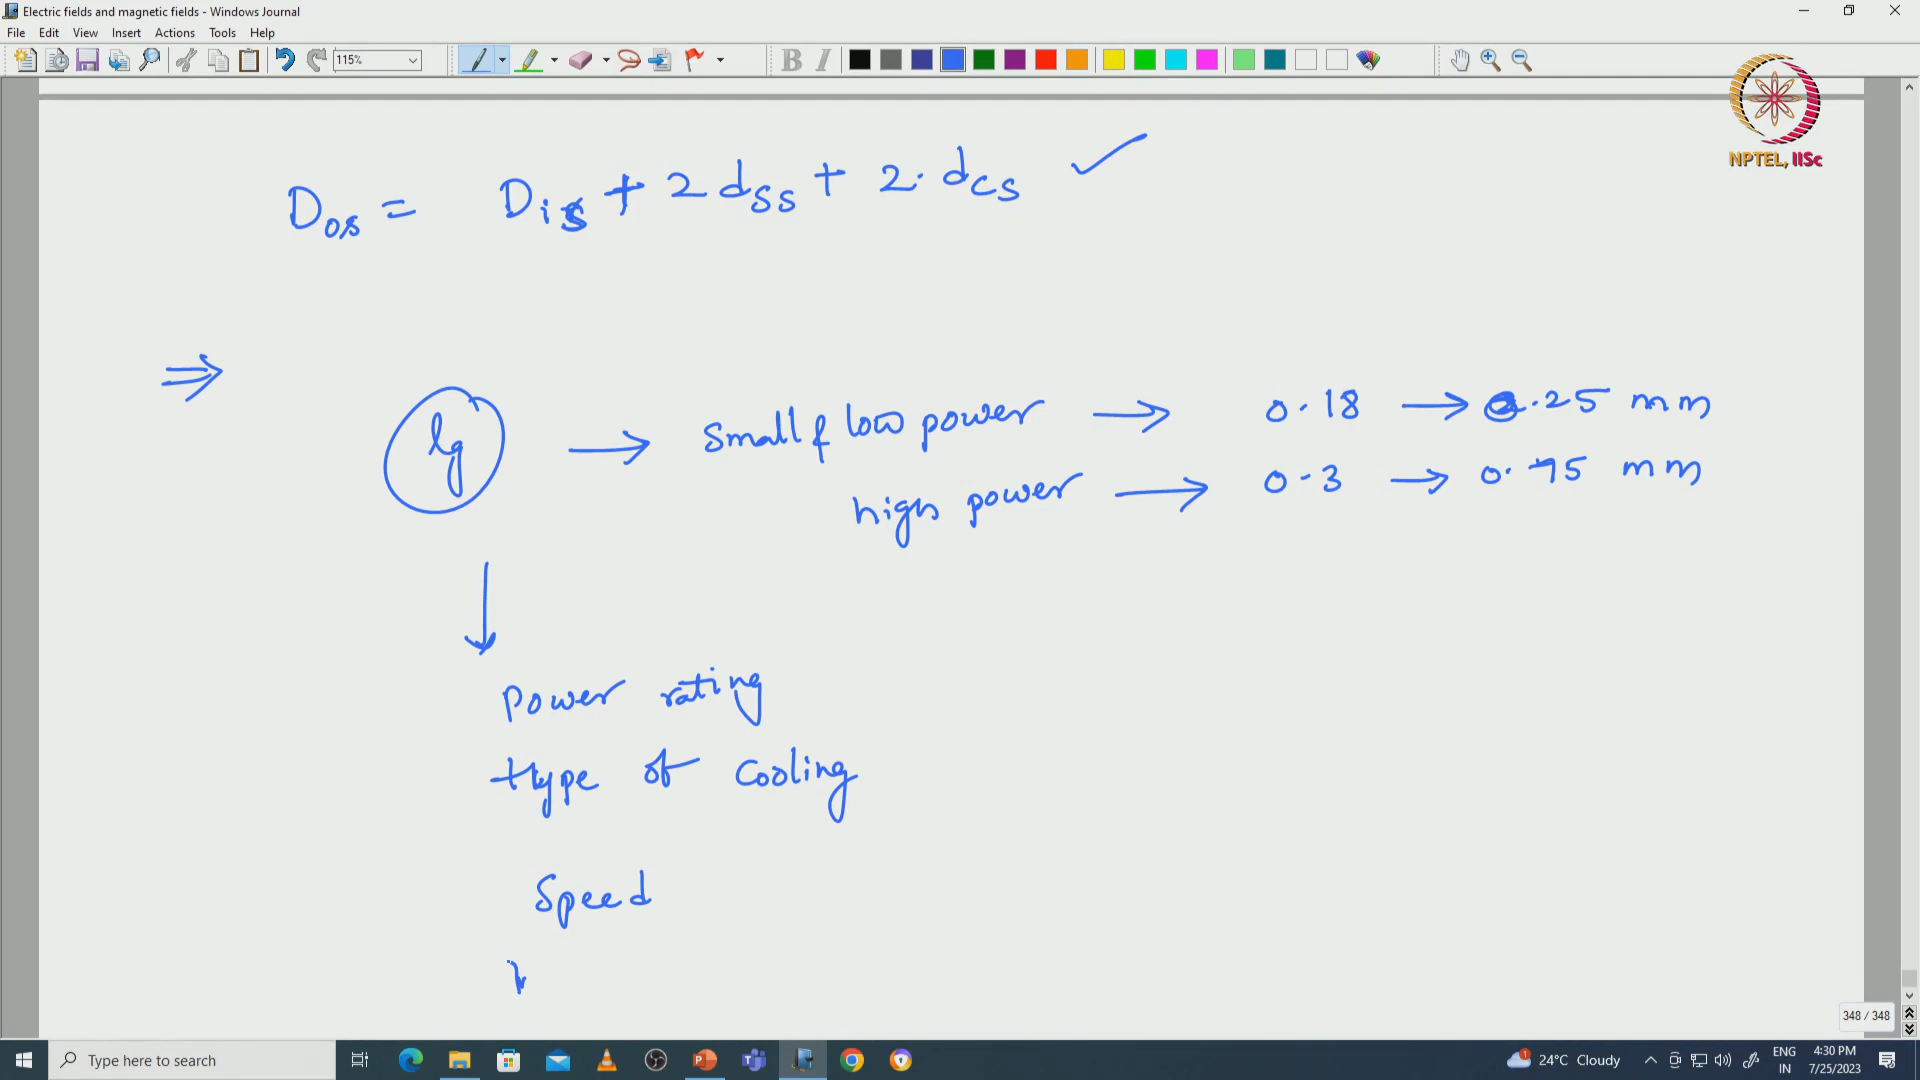 Electric fields and magnetic fields - Windows Journal
File Edit View Insert Actions Tools Help
115%
B I
NPTEL, IISc
Dos = Dis + 2 dss + 2. dcs ✓
⇒
lg → Small & low power → 0.18 → 0.25 mm
high power → 0.3 → 0.75 mm
↓
Power rating
type of cooling
Speed
348 / 348
Type here to search
24°C Cloudy
ENG
IN
4:30 PM
7/25/2023